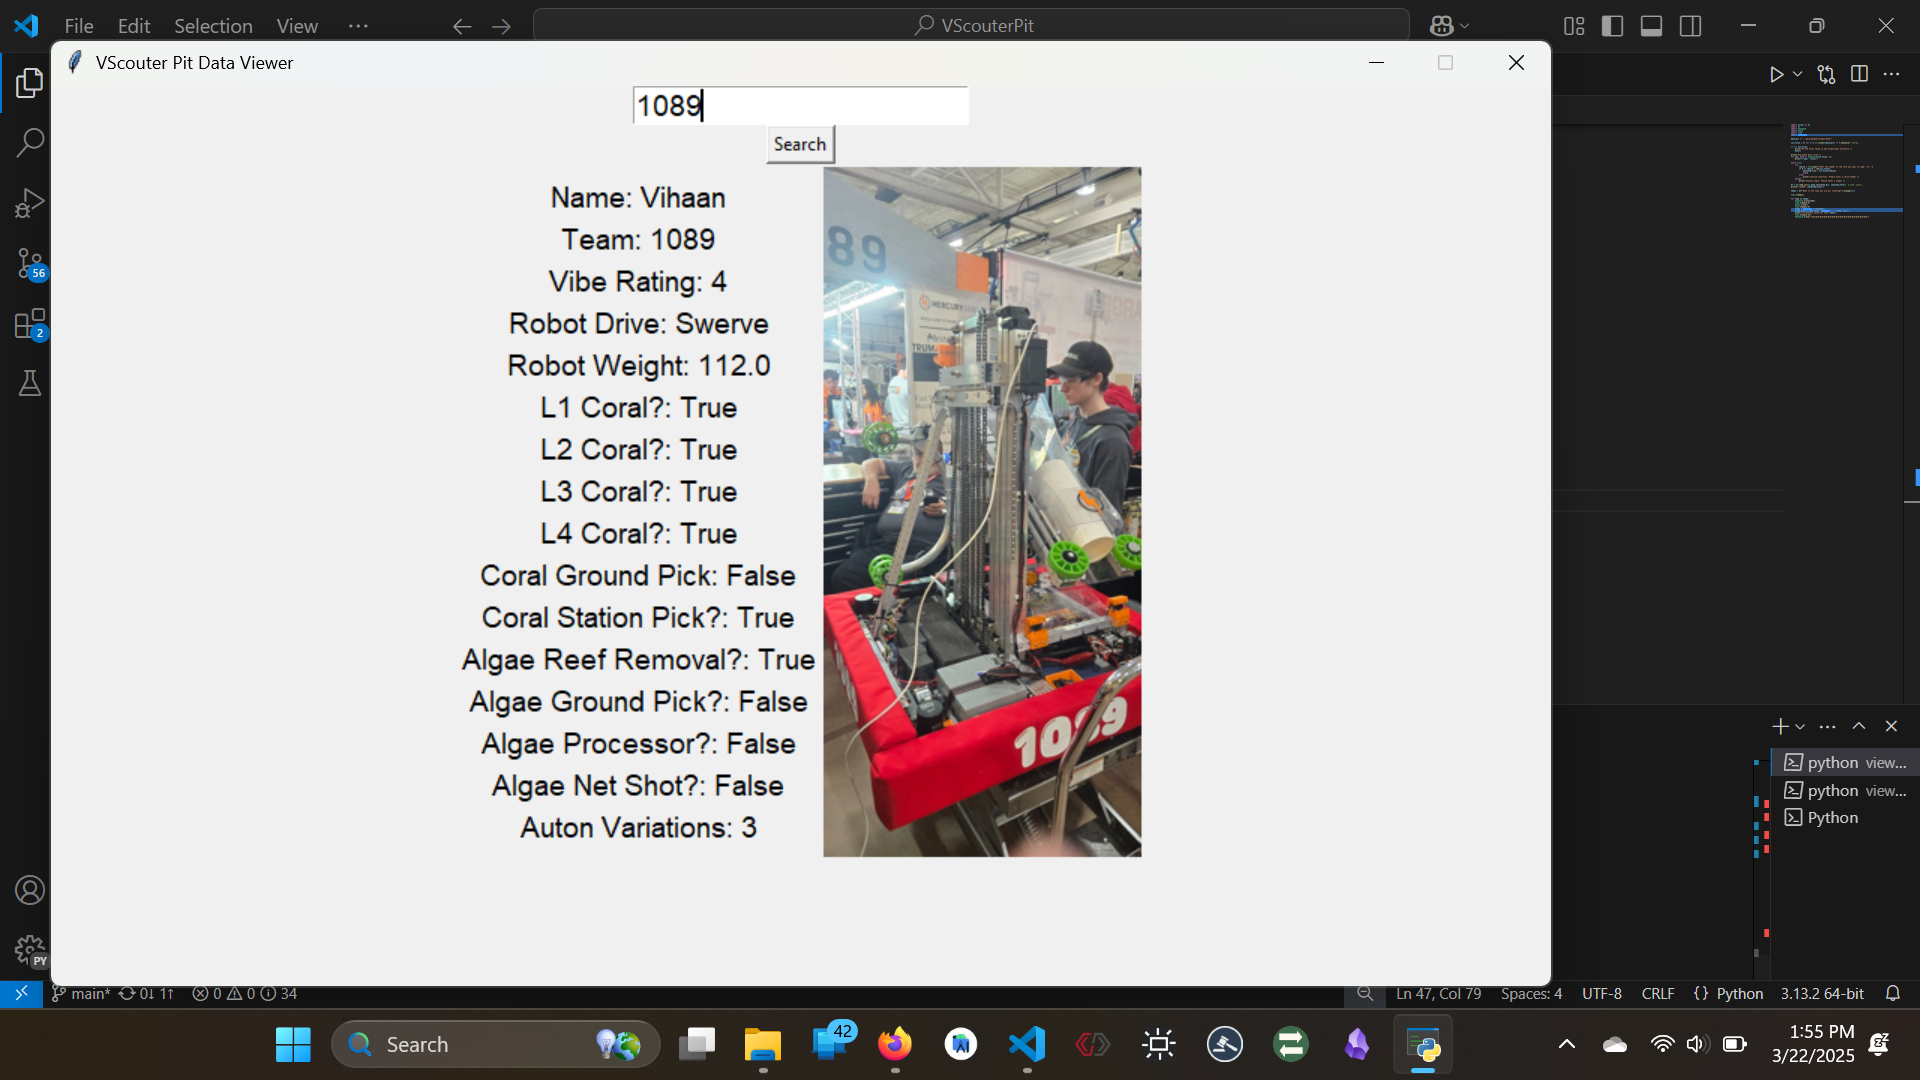 File Edit Selection View ···
VScouterPit
VScouter Pit Data Viewer
1089
Search
Name: Vihaan
Team: 1089
Vibe Rating: 4
Robot Drive: Swerve
Robot Weight: 112.0
L1 Coral?: True
L2 Coral?: True
L3 Coral?: True
L4 Coral?: True
Coral Ground Pick: False
Coral Station Pick?: True
Algae Reef Removal?: True
Algae Ground Pick?: False
Algae Processor?: False
Algae Net Shot?: False
Auton Variations: 3
89
MERCURY
1089
56
2
PY
python view...
python view...
Python
main* 0↓ 1↑ 0 0 34
Ln 47, Col 79 Spaces: 4 UTF-8 CRLF {} Python 3.13.2 64-bit
Search
42
1:55 PM
3/22/2025